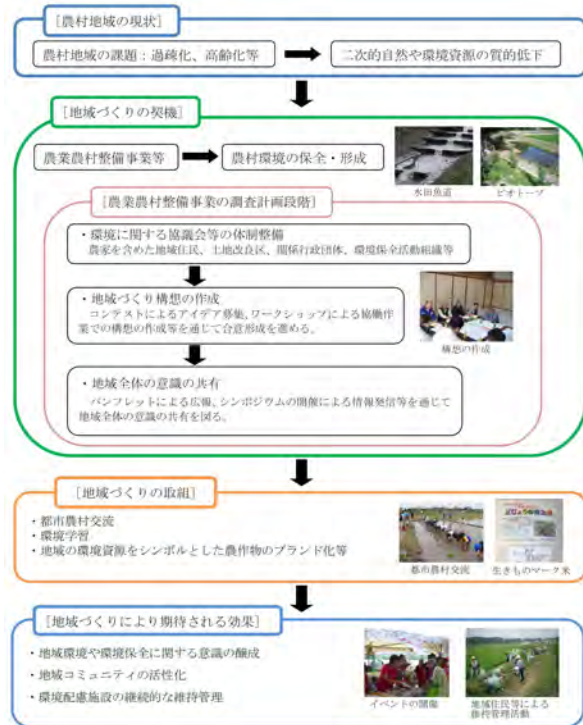 [農村地域の現状]
農村地域の課題：過疎化、高齢化等
二次的自然や環境資源の質的低下
[地域づくりの契機]
農業農村整備事業等
農村環境の保全・形成
水田魚道
ビオトープ
[農業農村整備事業の調査計画段階]
・環境に関する協議会等の体制整備
農家を含めた地域住民、土地改良区、関係行政団体、環境保全活動組織等
・地域づくり構想の作成
コンテストによるアイデア募集、ワークショップによる協働作
業での構想の作成等を通じて合意形成を進める。
構想の作成
・地域全体の意識の共有
パンフレットによる広報、シンポジウムの開催による情報発信等を通じて
地域全体の意識の共有を図る。
[地域づくりの取組]
・都市農村交流
・環境学習
・地域の環境資源をシンボルとした農作物のブランド化等
都市農村交流
生きものマーク米
[地域づくりにより期待される効果]
・地域環境や環境保全に関する意識の醸成
・地域コミュニティの活性化
・環境配慮施設の継続的な維持管理
イベントの開催
地域住民等による
維持管理活動